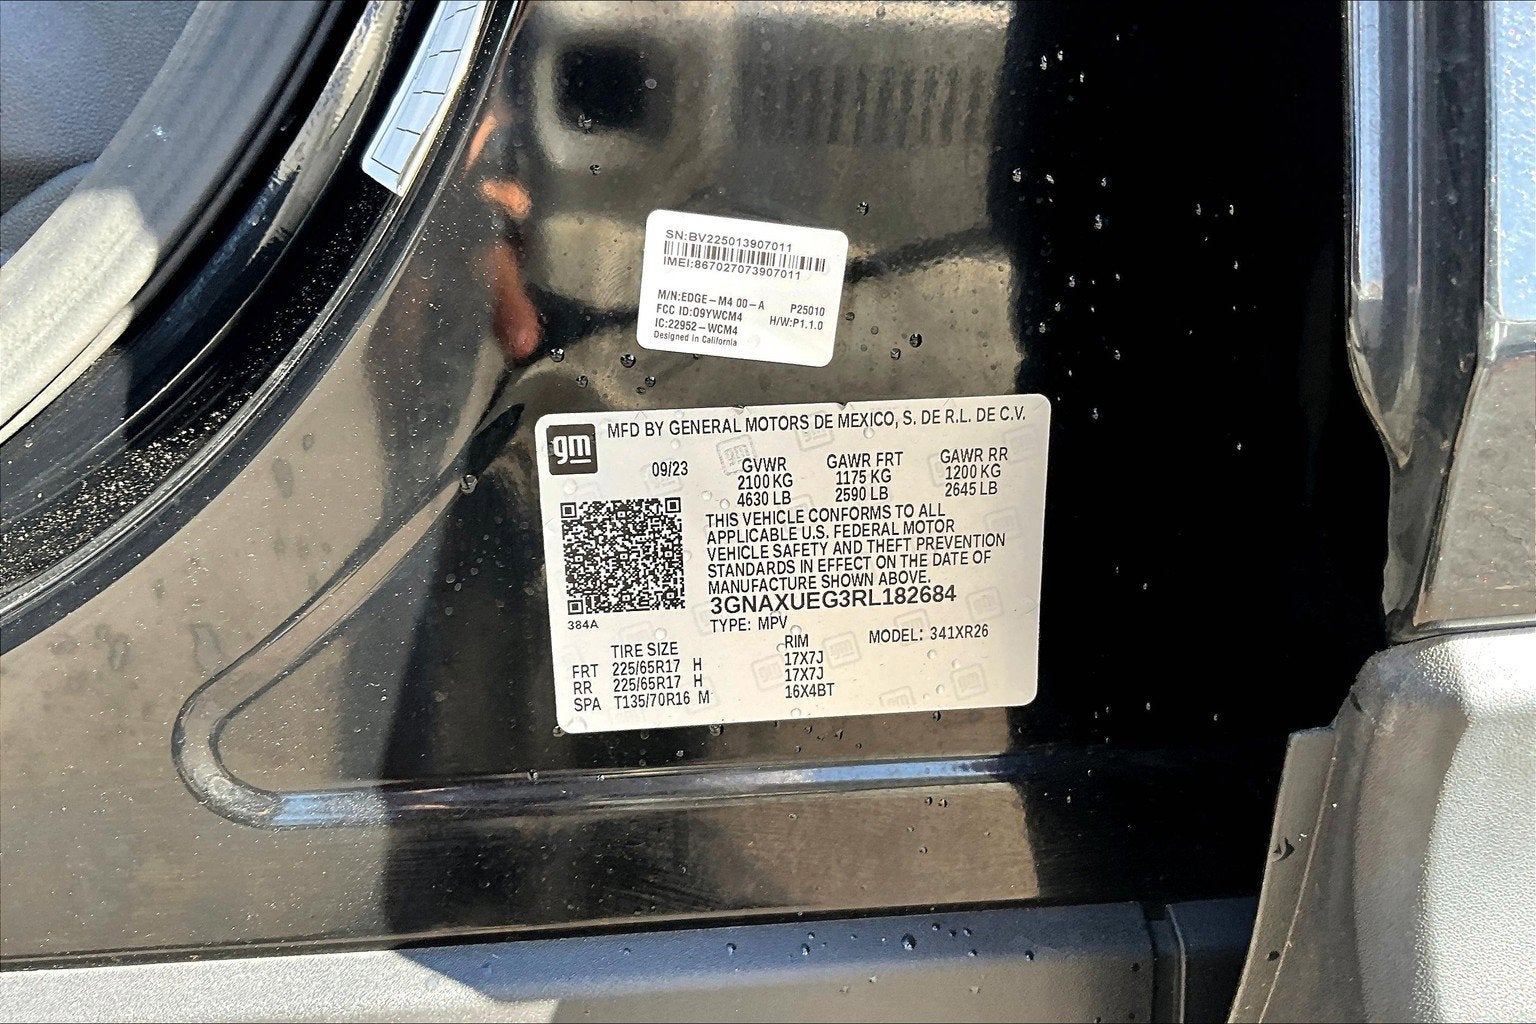 SN:BV225013907011
IMEI:867027073907011
M/N:EDGE-M4 00-A P25010
FCC ID:O9YWCM4 H/W:P1.1.0
IC:22952-WCM4
Designed in California
gm MFD BY GENERAL MOTORS DE MEXICO, S. DE R.L. DE C.V.
09/23 GVWR GAWR FRT GAWR RR
2100 KG 1175 KG 1200 KG
4630 LB 2590 LB 2645 LB
THIS VEHICLE CONFORMS TO ALL
APPLICABLE U.S. FEDERAL MOTOR
VEHICLE SAFETY AND THEFT PREVENTION
STANDARDS IN EFFECT ON THE DATE OF
MANUFACTURE SHOWN ABOVE.
3GNAXUEG3RL182684
384A
TYPE: MPV MODEL: 341XR26
TIRE SIZE RIM
FRT 225/65R17 H 17X7J
RR 225/65R17 H 17X7J
SPA T135/70R16 M 16X4BT